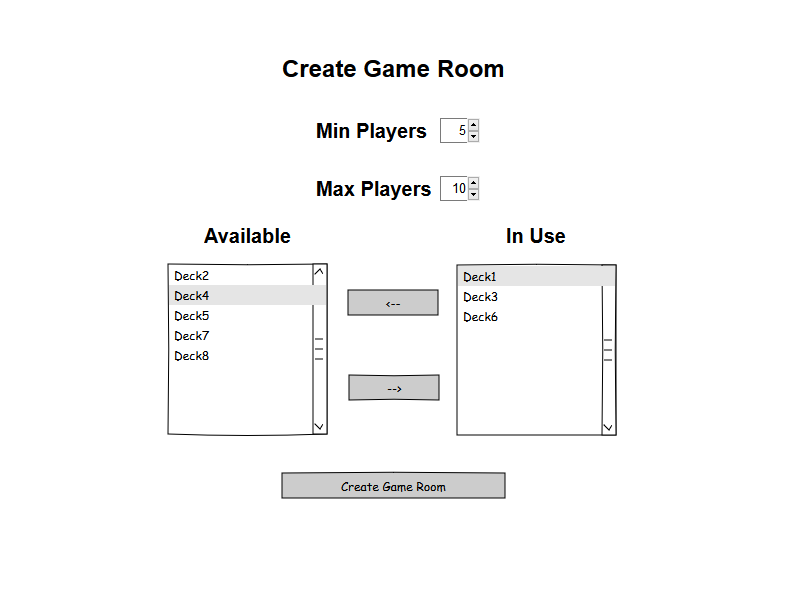 Create Game Room
Min Players 5
Max Players 10
Available
In Use
Deck2
Deck4
Deck5
Deck7
Deck8
<--
-->
Deck1
Deck3
Deck6
Create Game Room